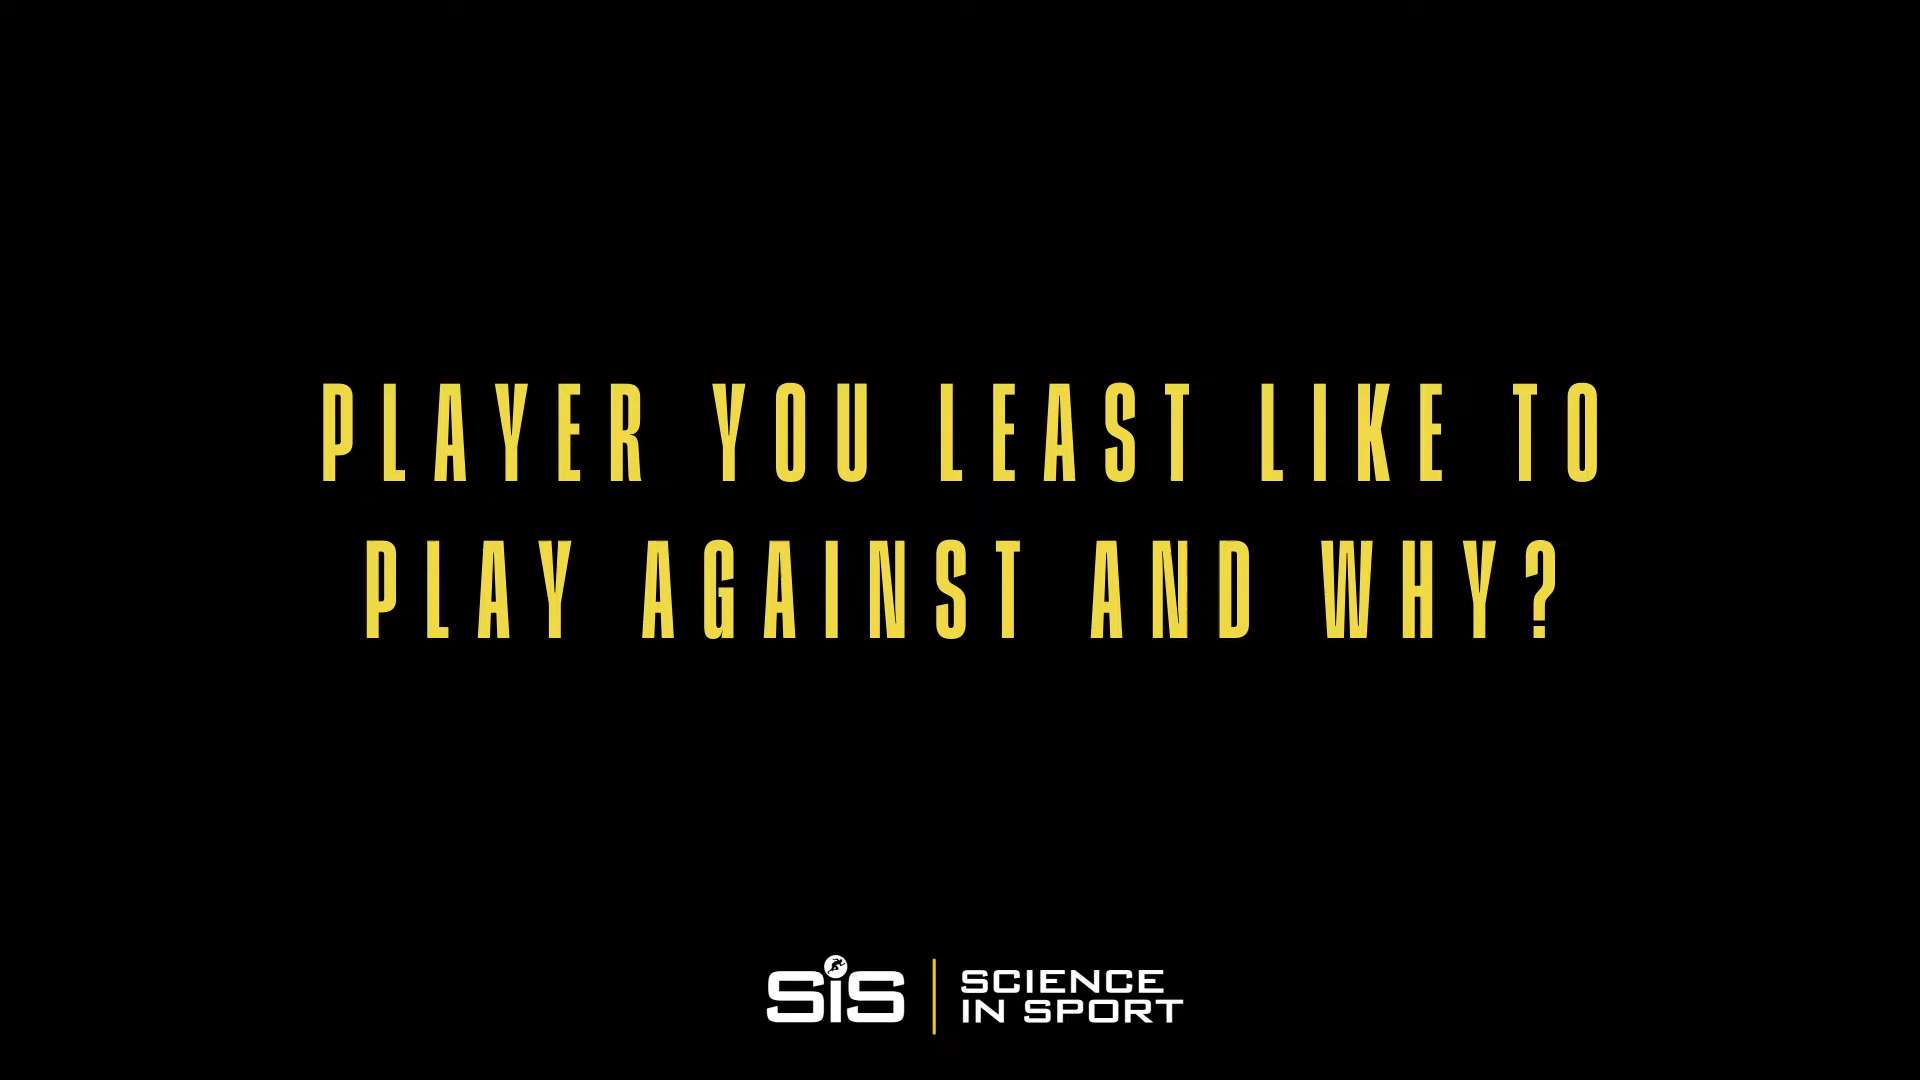 PLAYER YOU LEAST LIKE TO
PLAY AGAINST AND WHY?
SiS
SCIENCE
IN SPORT